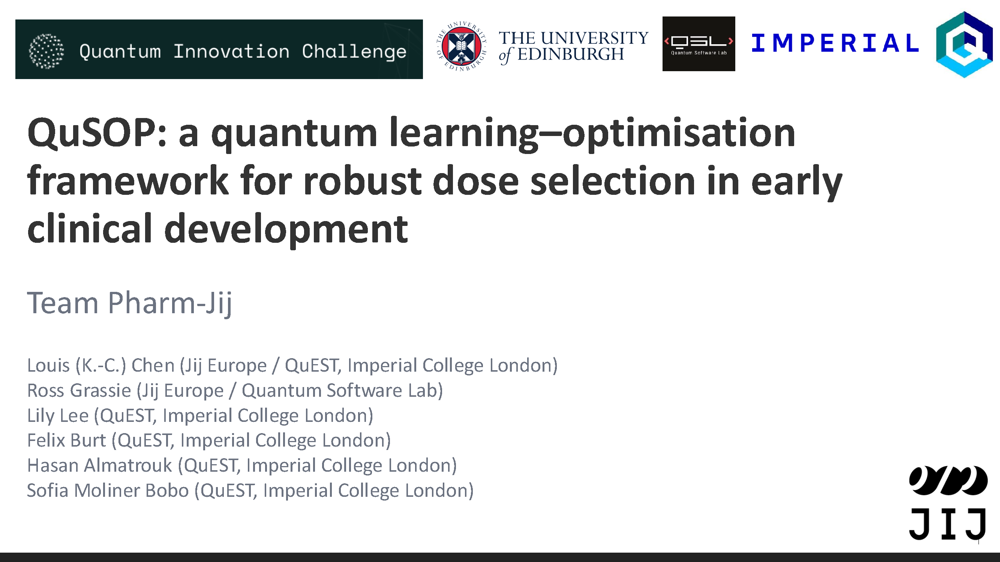 Quantum Innovation Challenge
THE UNIVERSITY OF EDINBURGH
THE UNIVERSITY
of EDINBURGH
QSL
Quantum Software Lab
IMPERIAL
QuSOP: a quantum learning–optimisation
framework for robust dose selection in early
clinical development
Team Pharm-Jij
Louis (K.-C.) Chen (Jij Europe / QuEST, Imperial College London)
Ross Grassie (Jij Europe / Quantum Software Lab)
Lily Lee (QuEST, Imperial College London)
Felix Burt (QuEST, Imperial College London)
Hasan Almatrouk (QuEST, Imperial College London)
Sofia Moliner Bobo (QuEST, Imperial College London)
JIJ